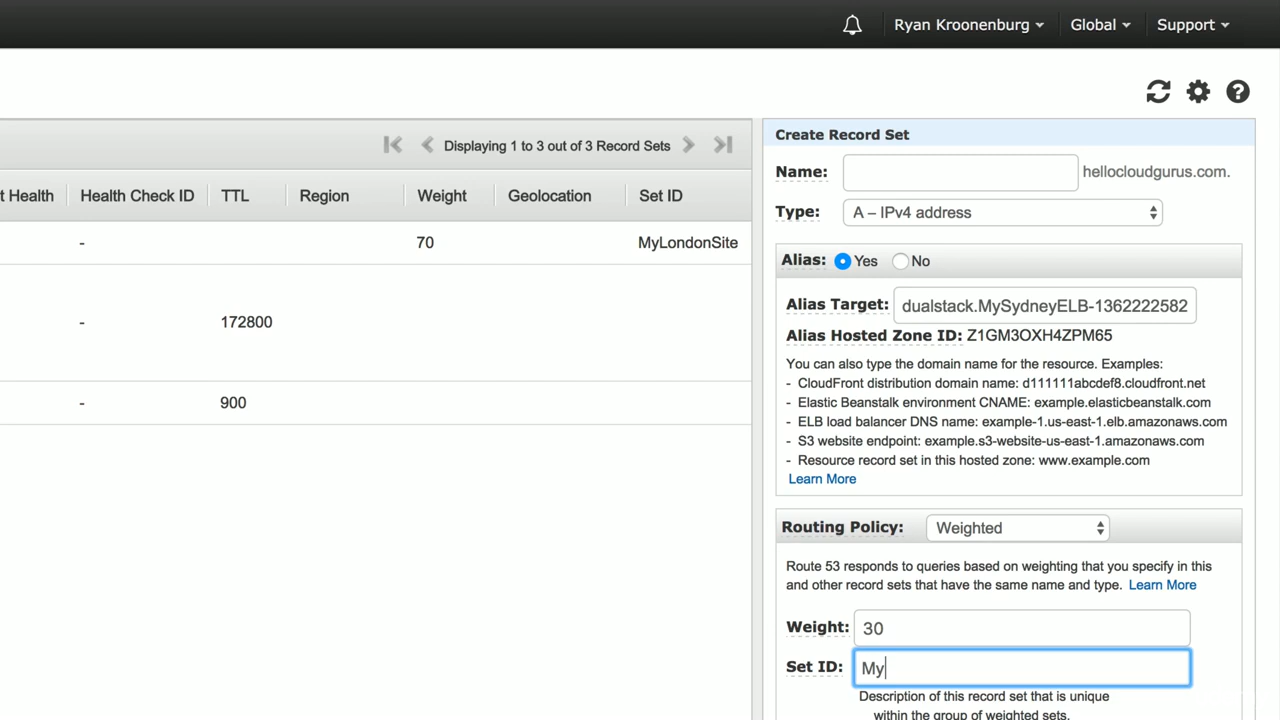 Ryan Kroonenburg Global Support
Displaying 1 to 3 out of 3 Record Sets
t Health Health Check ID TTL Region Weight Geolocation Set ID
- 70 MyLondonSite
- 172800
- 900
Create Record Set
Name: hellocloudgurus.com.
Type: A – IPv4 address
Alias: Yes No
Alias Target: dualstack.MySydneyELB-1362222582
Alias Hosted Zone ID: Z1GM3OXH4ZPM65
You can also type the domain name for the resource. Examples:
- CloudFront distribution domain name: d111111abcdef8.cloudfront.net
- Elastic Beanstalk environment CNAME: example.elasticbeanstalk.com
- ELB load balancer DNS name: example-1.us-east-1.elb.amazonaws.com
- S3 website endpoint: example.s3-website-us-east-1.amazonaws.com
- Resource record set in this hosted zone: www.example.com
Learn More
Routing Policy: Weighted
Route 53 responds to queries based on weighting that you specify in this
and other record sets that have the same name and type. Learn More
Weight: 30
Set ID: My
Description of this record set that is unique
within the group of weighted sets.